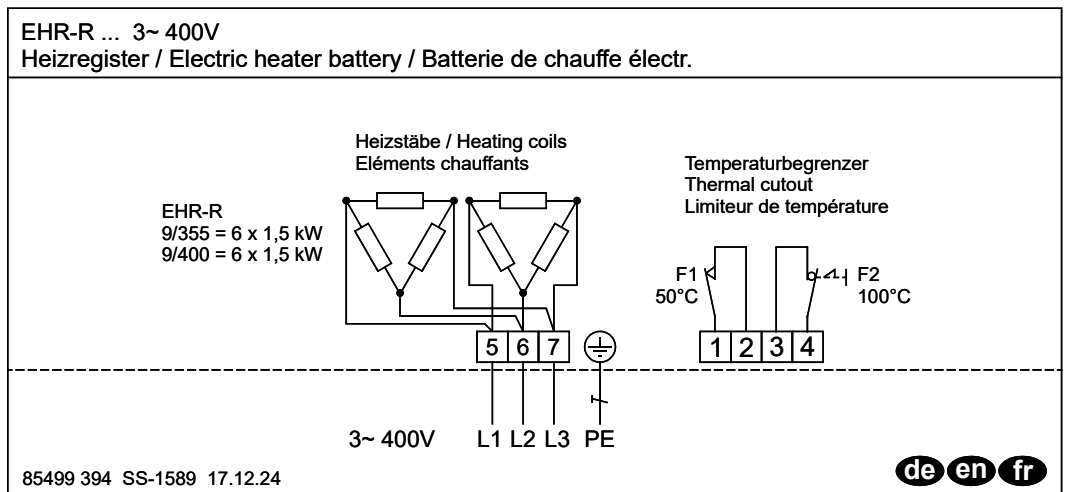 EHR-R ... 3~ 400V
Heizregister / Electric heater battery / Batterie de chauffe électr.
Heizstäbe / Heating coils
Eléments chauffants
Temperaturbegrenzer
Thermal cutout
Limiteur de température
EHR-R
9/355 = 6 x 1,5 kW
9/400 = 6 x 1,5 kW
F1
50°C
F2
100°C
5 6 7
1 2 3 4
3~ 400V L1 L2 L3 PE
85499 394 SS-1589 17.12.24
de en fr